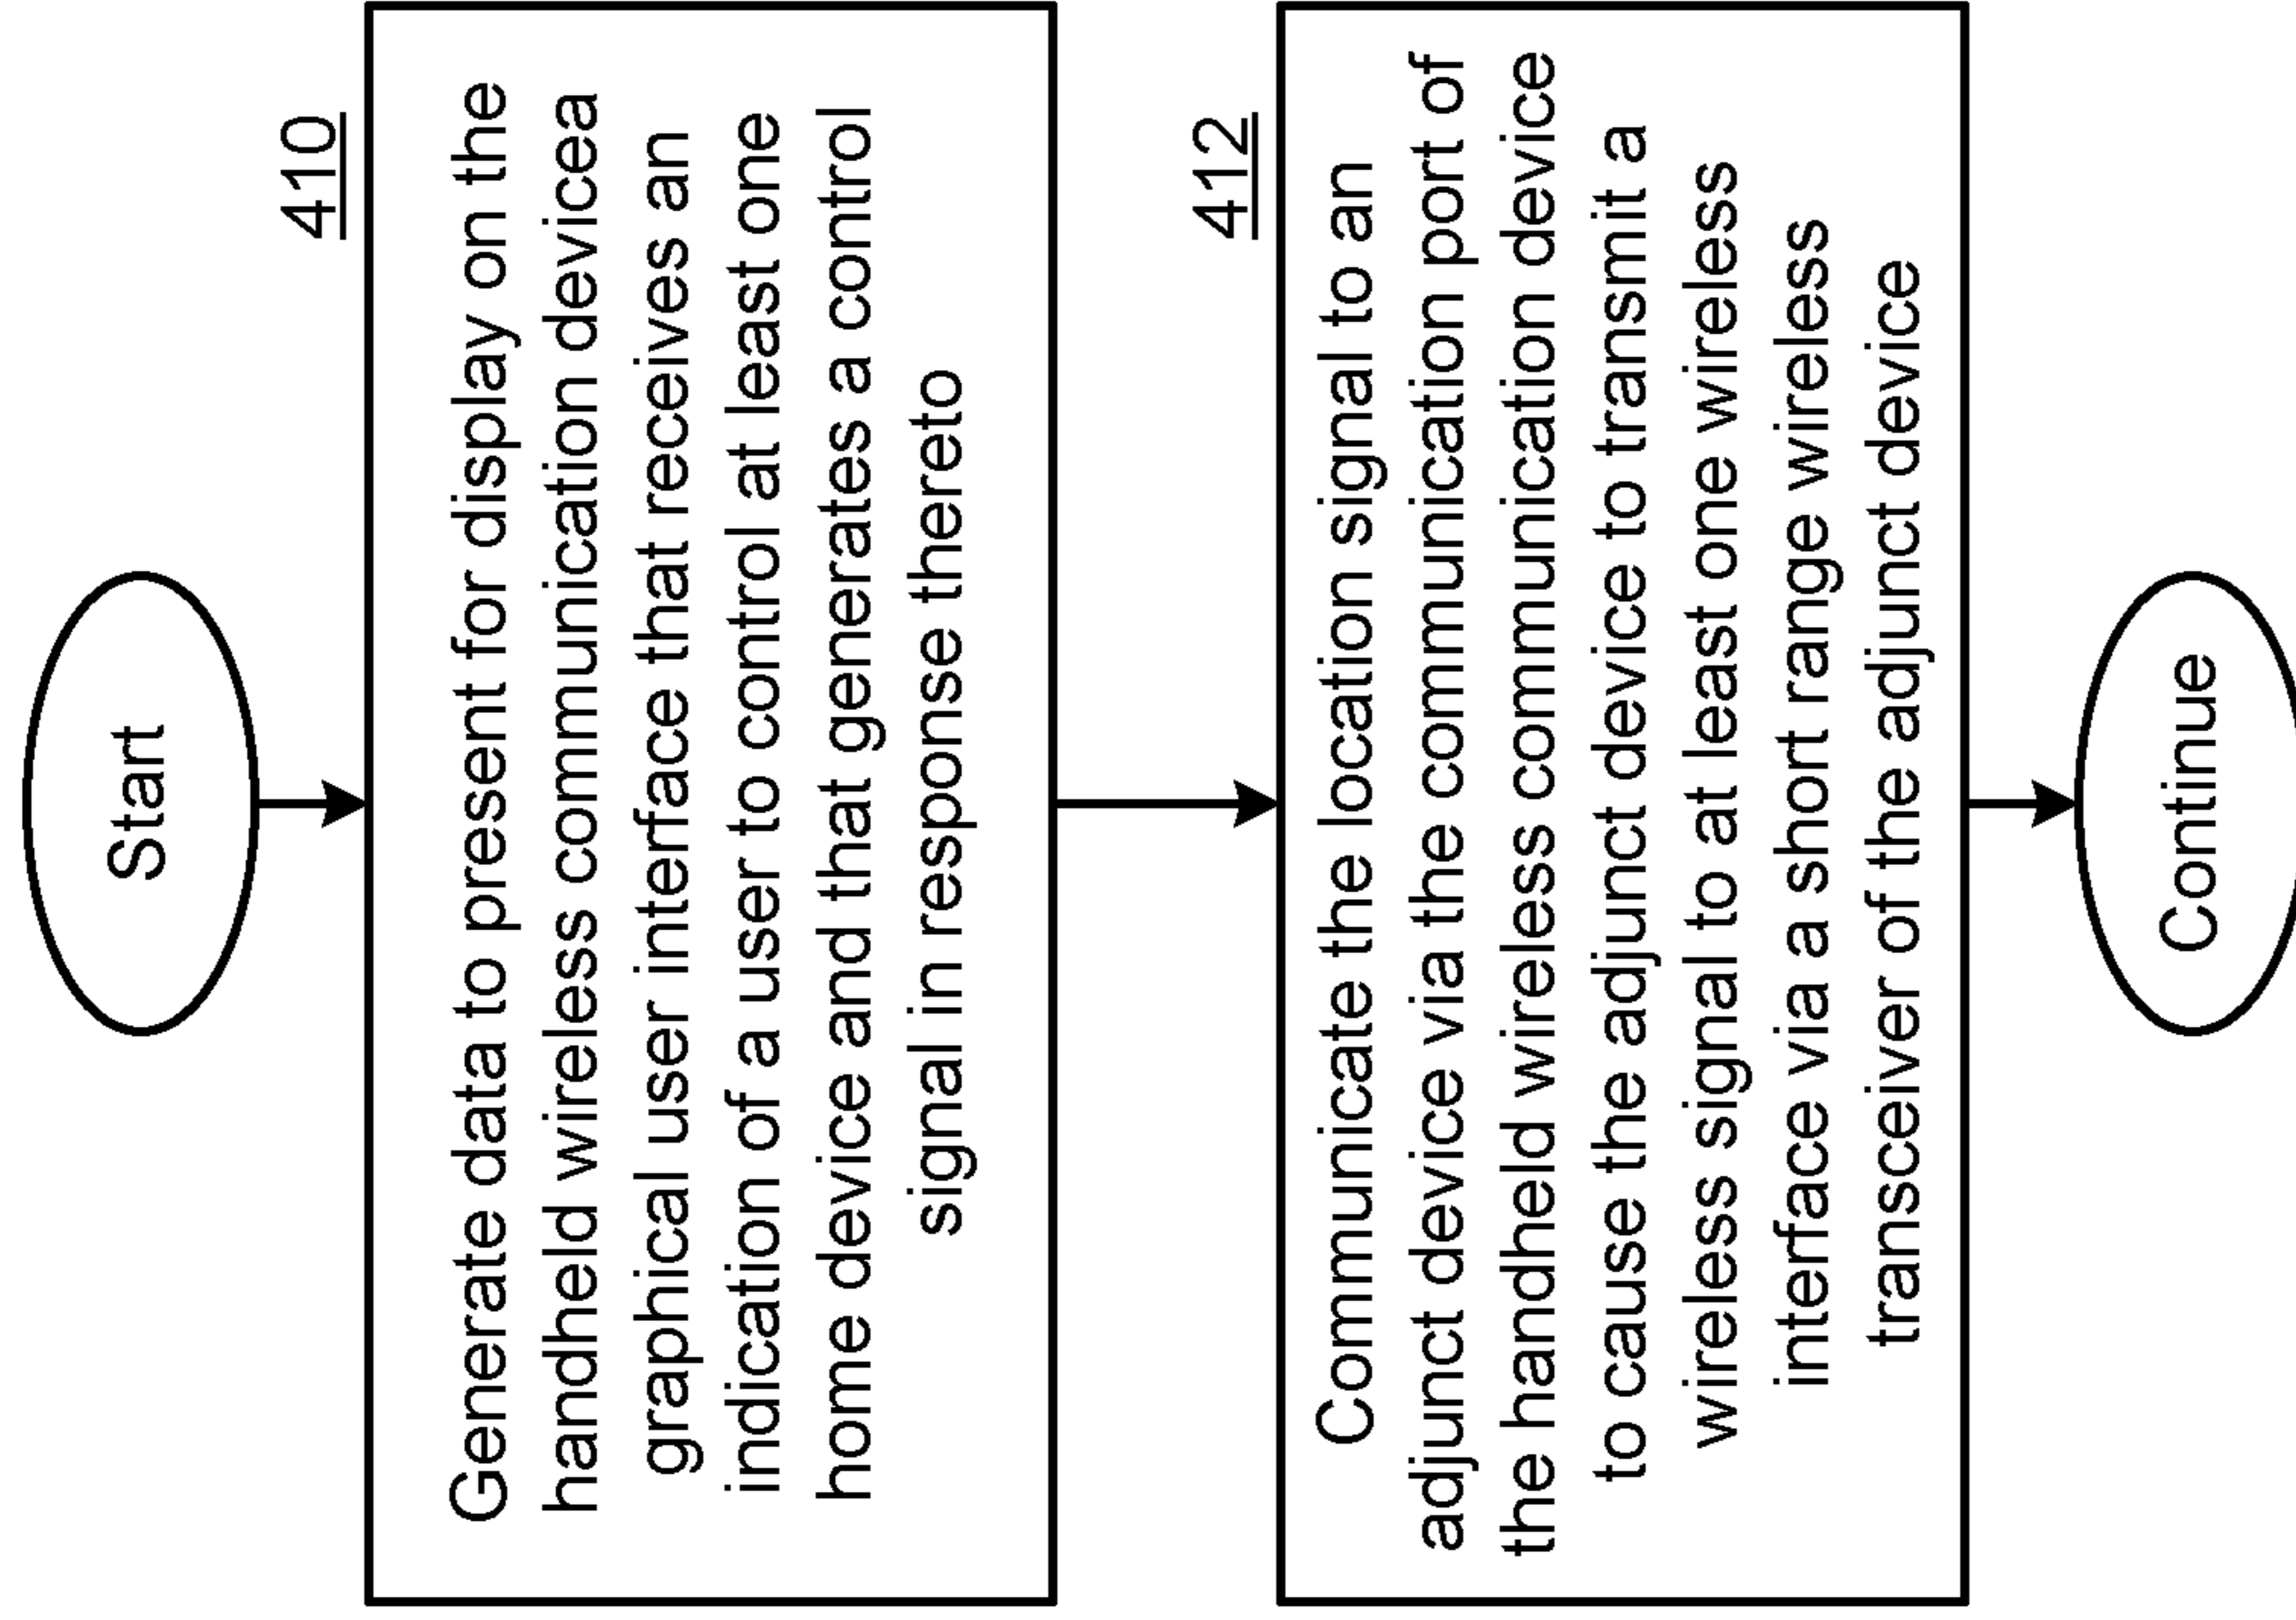 Start
410
Generate data to present for display on the
handheld wireless communication devicea
graphical user interface that receives an
indication of a user to control at least one
home device and that generates a control
signal in response thereto
412
Communicate the location signal to an
adjunct device via the communication port of
the handheld wireless communication device
to cause the adjunct device to transmit a
wireless signal to at least one wireless
interface via a short range wireless
transceiver of the adjunct device
Continue